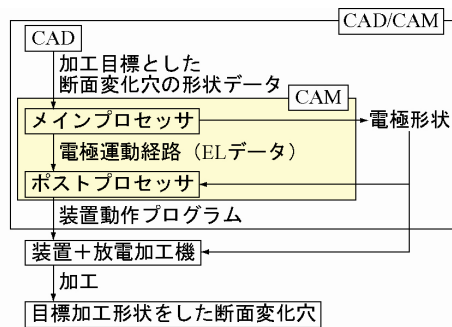 CAD/CAM
CAD
加工目標とした
断面変化穴の形状データ
CAM
メインプロセッサ
電極形状
電極運動経路（ELデータ）
ポストプロセッサ
装置動作プログラム
装置＋放電加工機
加工
目標加工形状をした断面変化穴